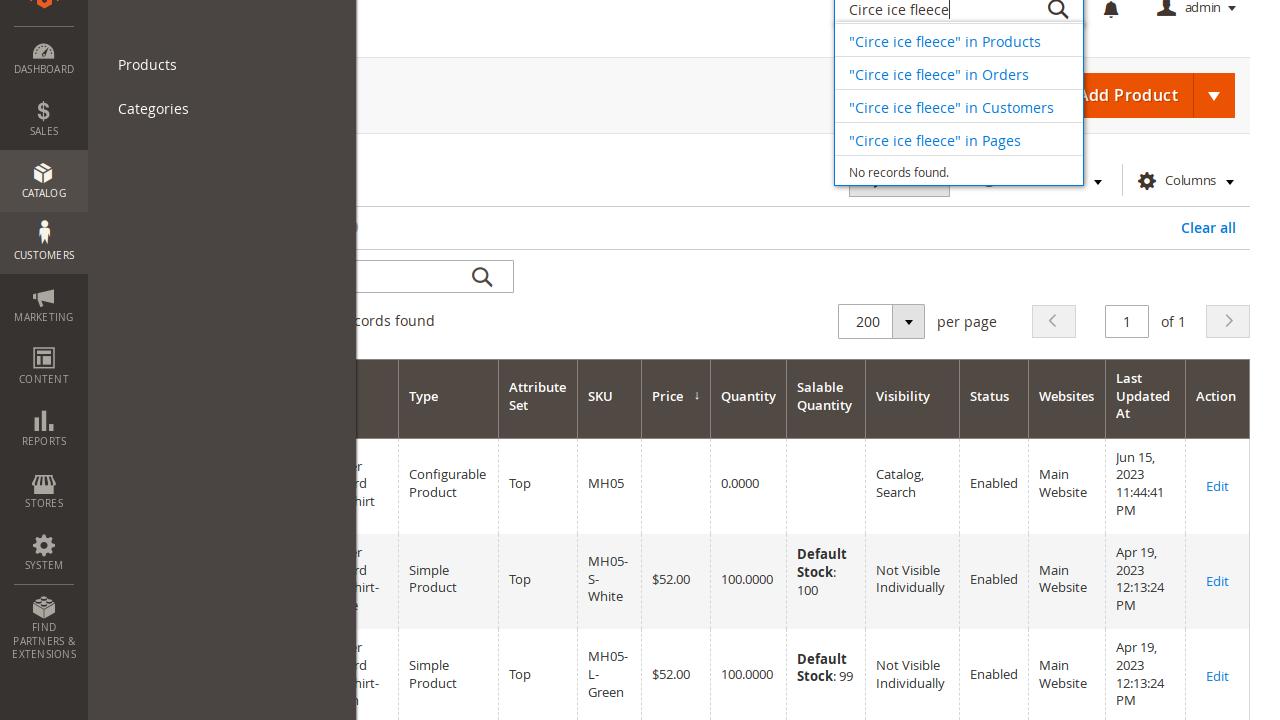 Circe ice fleece
admin
"Circe ice fleece" in Products
"Circe ice fleece" in Orders
"Circe ice fleece" in Customers
"Circe ice fleece" in Pages
No records found.
DASHBOARD
SALES
CATALOG
CUSTOMERS
MARKETING
CONTENT
REPORTS
STORES
SYSTEM
FIND
PARTNERS &
EXTENSIONS
Products
Categories
Add Product
Columns
Clear all
cords found
200
per page
1
of 1
Type
Attribute
Set
SKU
Price ↓
Quantity
Salable
Quantity
Visibility
Status
Websites
Last
Updated
At
Action
Configurable
Product
Top
MH05
0.0000
Catalog,
Search
Enabled
Main
Website
Jun 15,
2023
11:44:41
PM
Edit
Simple
Product
Top
MH05-
S-
White
$52.00
100.0000
Default
Stock:
100
Not Visible
Individually
Enabled
Main
Website
Apr 19,
2023
12:13:24
PM
Edit
Simple
Product
Top
MH05-
L-
Green
$52.00
100.0000
Default
Stock: 99
Not Visible
Individually
Enabled
Main
Website
Apr 19,
2023
12:13:24
PM
Edit